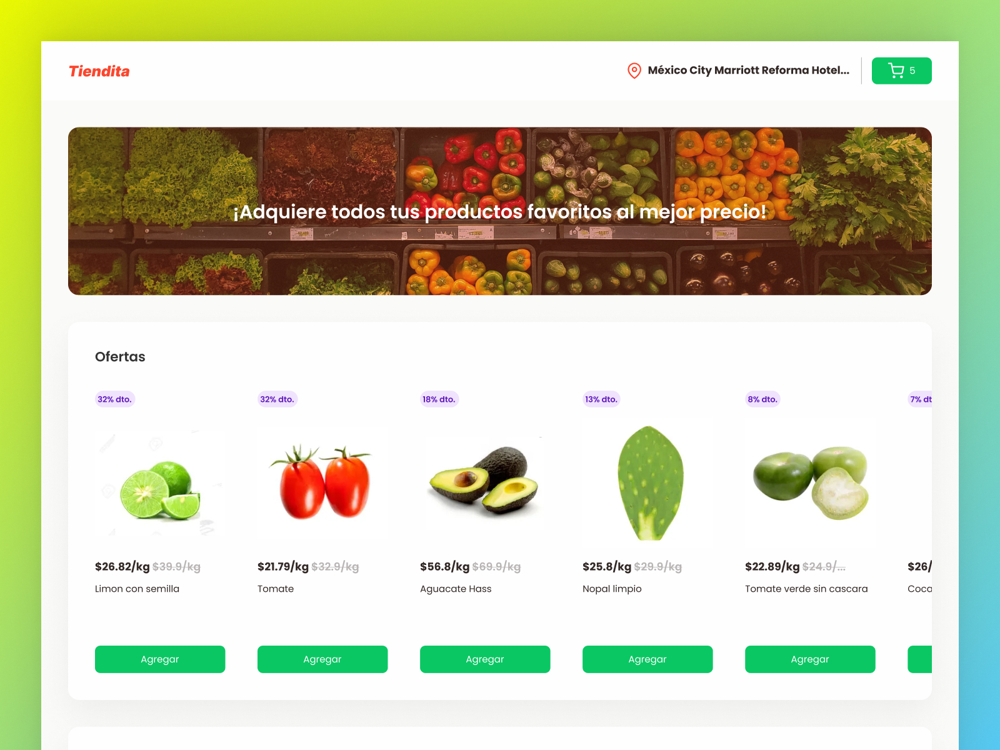 Tiendita
México City Marriott Reforma Hotel...
5
¡Adquiere todos tus productos favoritos al mejor precio!
Ofertas
32% dto.
32% dto.
18% dto.
13% dto.
8% dto.
7% dt
$26.82/kg $39.9/kg
$21.79/kg $32.9/kg
$56.8/kg $69.9/kg
$25.8/kg $29.9/kg
$22.89/kg $24.9/...
$26/
Limon con semilla
Tomate
Aguacate Hass
Nopal limpio
Tomate verde sin cascara
Coca
Agregar
Agregar
Agregar
Agregar
Agregar